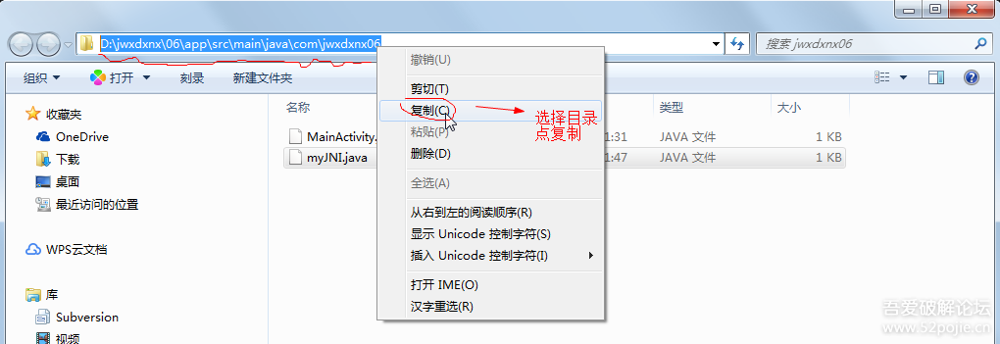 D:\jwxdxnx\06\app\src\main\java\com\jwxdxnx06
搜索 jwxdxnx06
组织
打开
刻录
新建文件夹
名称
类型
大小
收藏夹
OneDrive
下载
桌面
最近访问的位置
WPS云文档
库
Subversion
视频
MainActivity.
1:31
JAVA 文件
1 KB
myJNI.java
1:47
JAVA 文件
1 KB
撤销(U)
剪切(T)
复制(C)
粘贴(P)
删除(D)
全选(A)
从右到左的阅读顺序(R)
显示 Unicode 控制字符(S)
插入 Unicode 控制字符(I)
打开 IME(O)
汉字重选(R)
选择目录
点复制
吾爱破解论坛
www.52pojie.cn